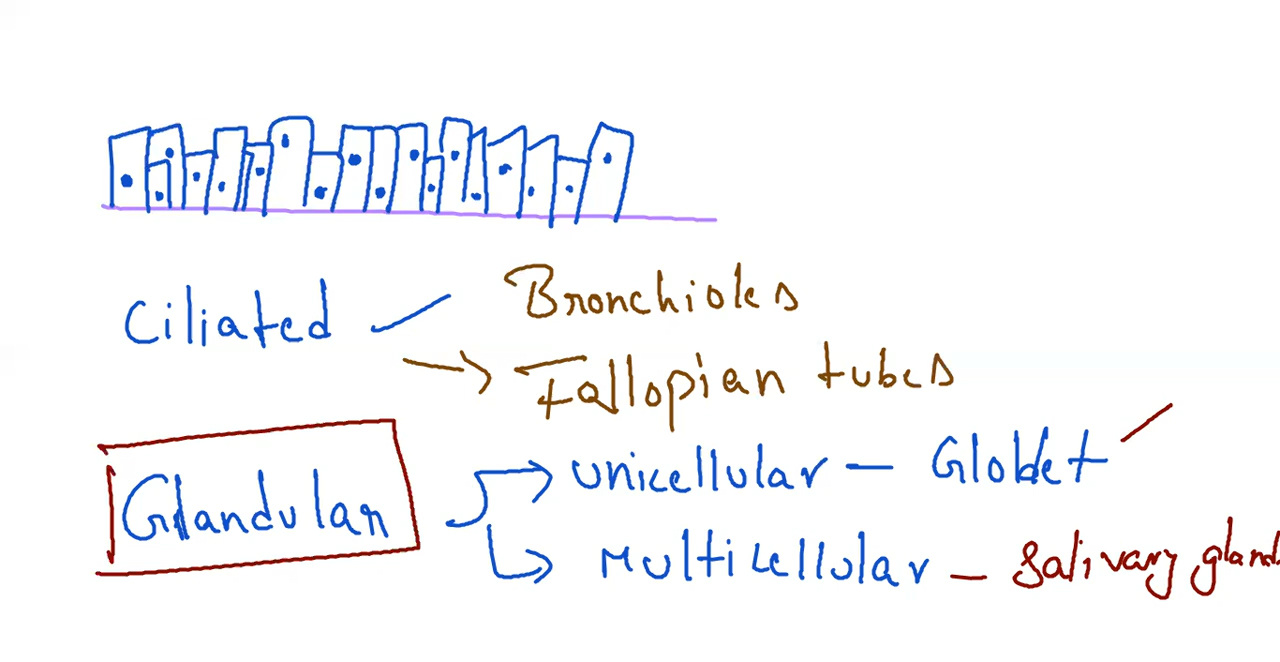 Ciliated Bronchioles
Fallopian tubes
Glandular unicellular - Globlet
Multicellular - Salivary gland